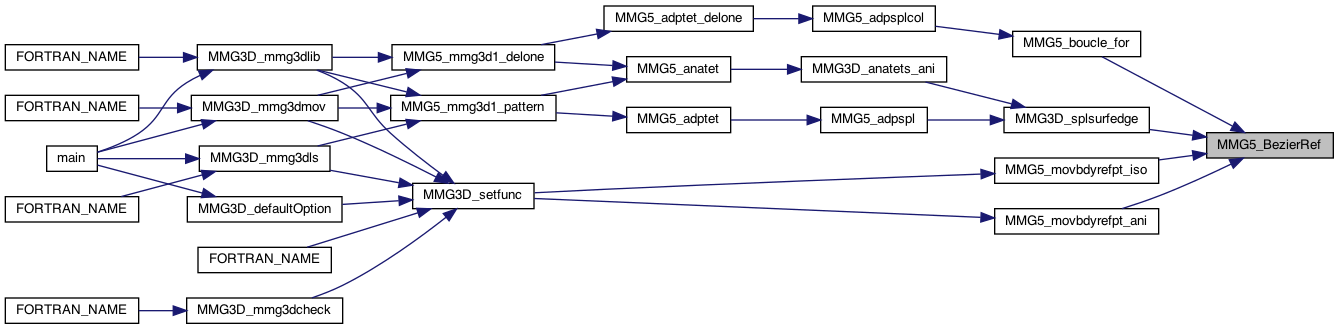 MMG5_adptet_delone
MMG5_adpsplcol
MMG5_boucle_for
FORTRAN_NAME
MMG3D_mmg3dlib
MMG5_mmg3d1_delone
MMG5_anatet
MMG3D_anatets_ani
FORTRAN_NAME
MMG3D_mmg3dmov
MMG5_mmg3d1_pattern
MMG5_adptet
MMG5_adpspl
MMG3D_splsurfedge
MMG5_BezierRef
main
MMG3D_mmg3dls
MMG5_movbdyrefpt_iso
FORTRAN_NAME
MMG3D_defaultOption
MMG3D_setfunc
MMG5_movbdyrefpt_ani
FORTRAN_NAME
FORTRAN_NAME
MMG3D_mmg3dcheck